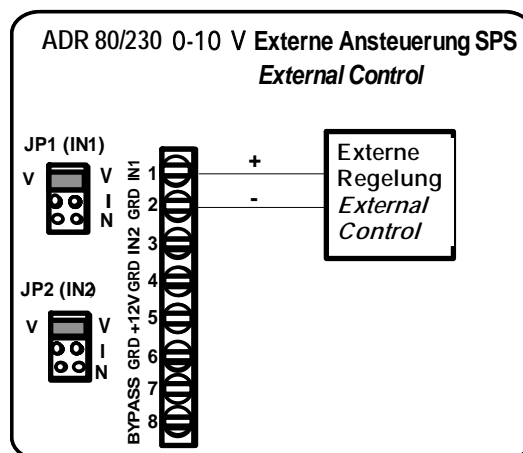 ADR 80/230 0-10 V Externe Ansteuerung SPS
External Control
JP1 (IN1)
V
V
I
N
JP2 (IN2)
V
V
I
N
IN1
GRD
IN2
GRD
+12V
GRD
BYPASS
1
2
3
4
5
6
7
8
+
-
Externe
Regelung
External
Control